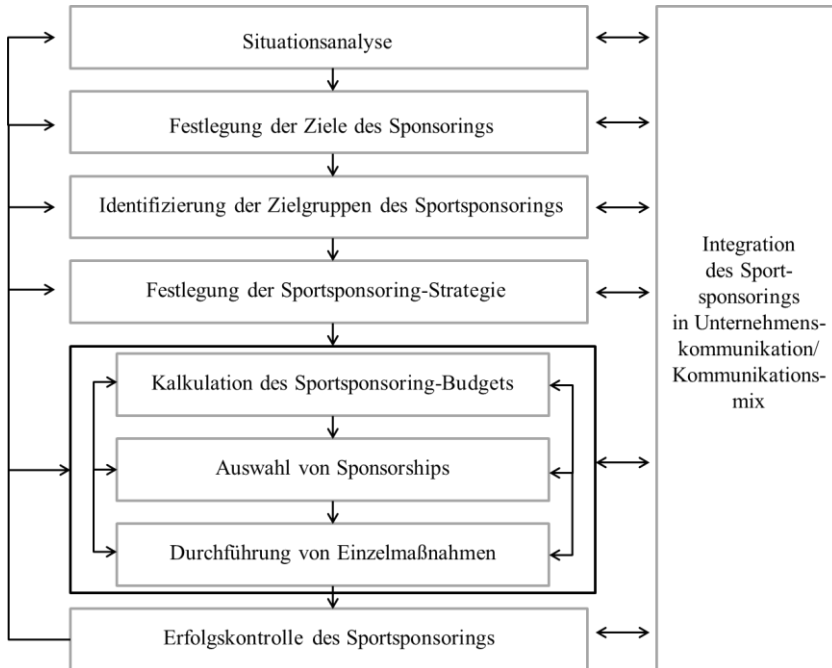 Situationsanalyse
Festlegung der Ziele des Sponsorings
Identifizierung der Zielgruppen des Sportsponsorings
Festlegung der Sportsponsoring-Strategie
Kalkulation des Sportsponsoring-Budgets
Auswahl von Sponsorships
Durchführung von Einzelmaßnahmen
Erfolgskontrolle des Sportsponsorings
Integration
des Sport-
sponsorings
in Unternehmens-
kommunikation/
Kommunikations-
mix